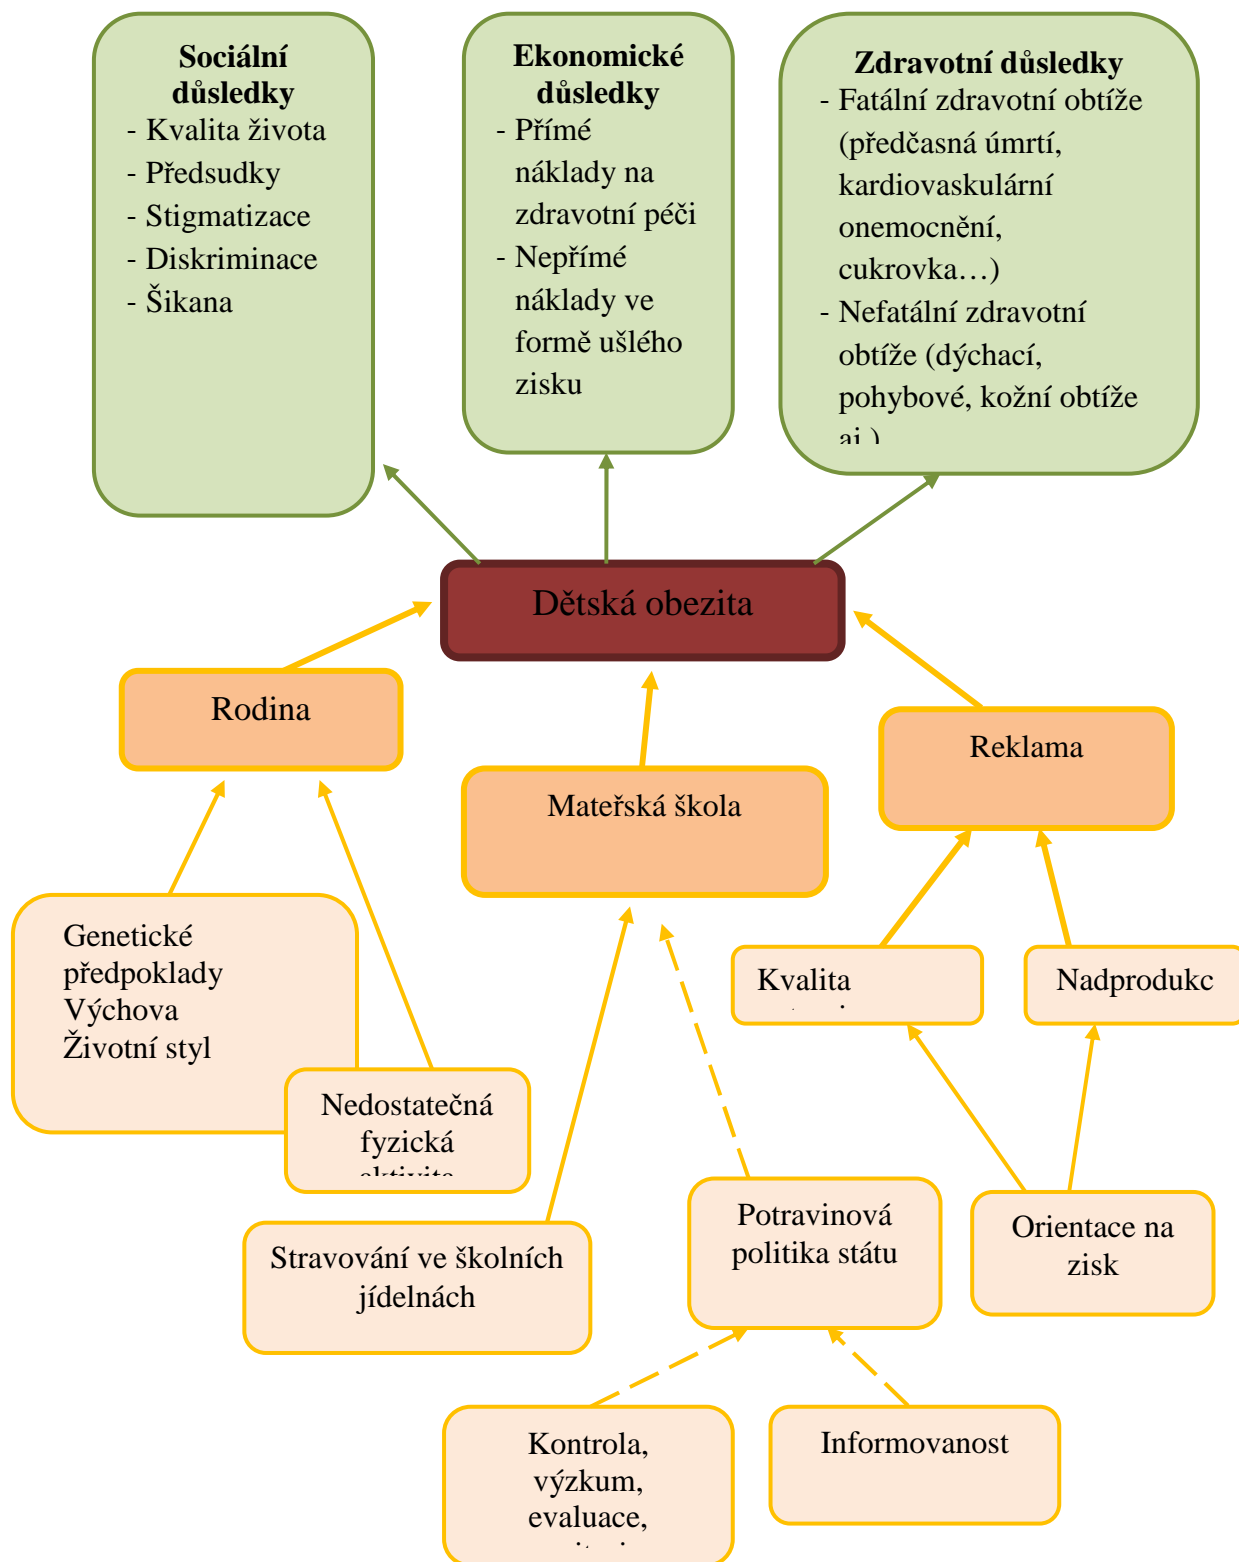 Sociální
důsledky
- Kvalita života
- Předsudky
- Stigmatizace
- Diskriminace
- Šikana
Ekonomické
důsledky
- Přímé
náklady na
zdravotní péči
- Nepřímé
náklady ve
formě ušlého
zisku
Zdravotní důsledky
- Fatální zdravotní obtíže
(předčasná úmrtí,
kardiovaskulární
onemocnění,
cukrovka…)
- Nefatální zdravotní
obtíže (dýchací,
pohybové, kožní obtíže
aj.)
Dětská obezita
Rodina
Mateřská škola
Reklama
Genetické
předpoklady
Výchova
Životní styl
Nedostatečná
fyzická
aktivita
Kvalita
Nadprodukc
Stravování ve školních
jídelnách
Potravinová
politika státu
Orientace na
zisk
Kontrola,
výzkum,
evaluace,
Informovanost